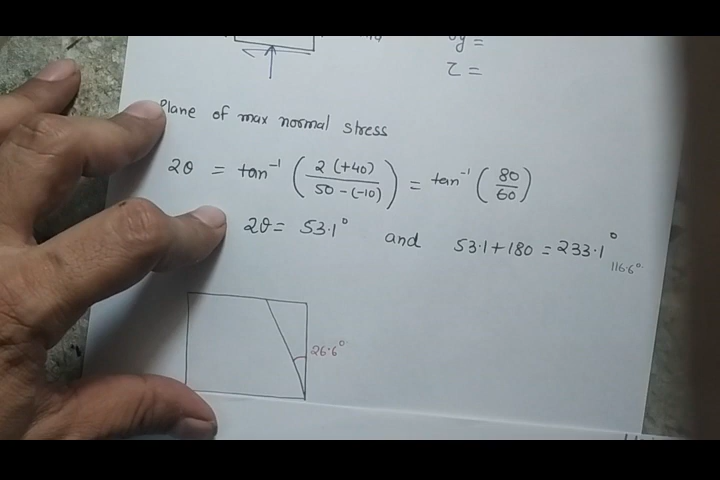 σy =
τ =
Plane of max normal stress
2θ = tan⁻¹ ( 2 (+40) / 50 - (-10) ) = tan⁻¹ ( 80 / 60 )
2θ = 53.1° and 53.1 + 180 = 233.1°
116.6°
26.6°